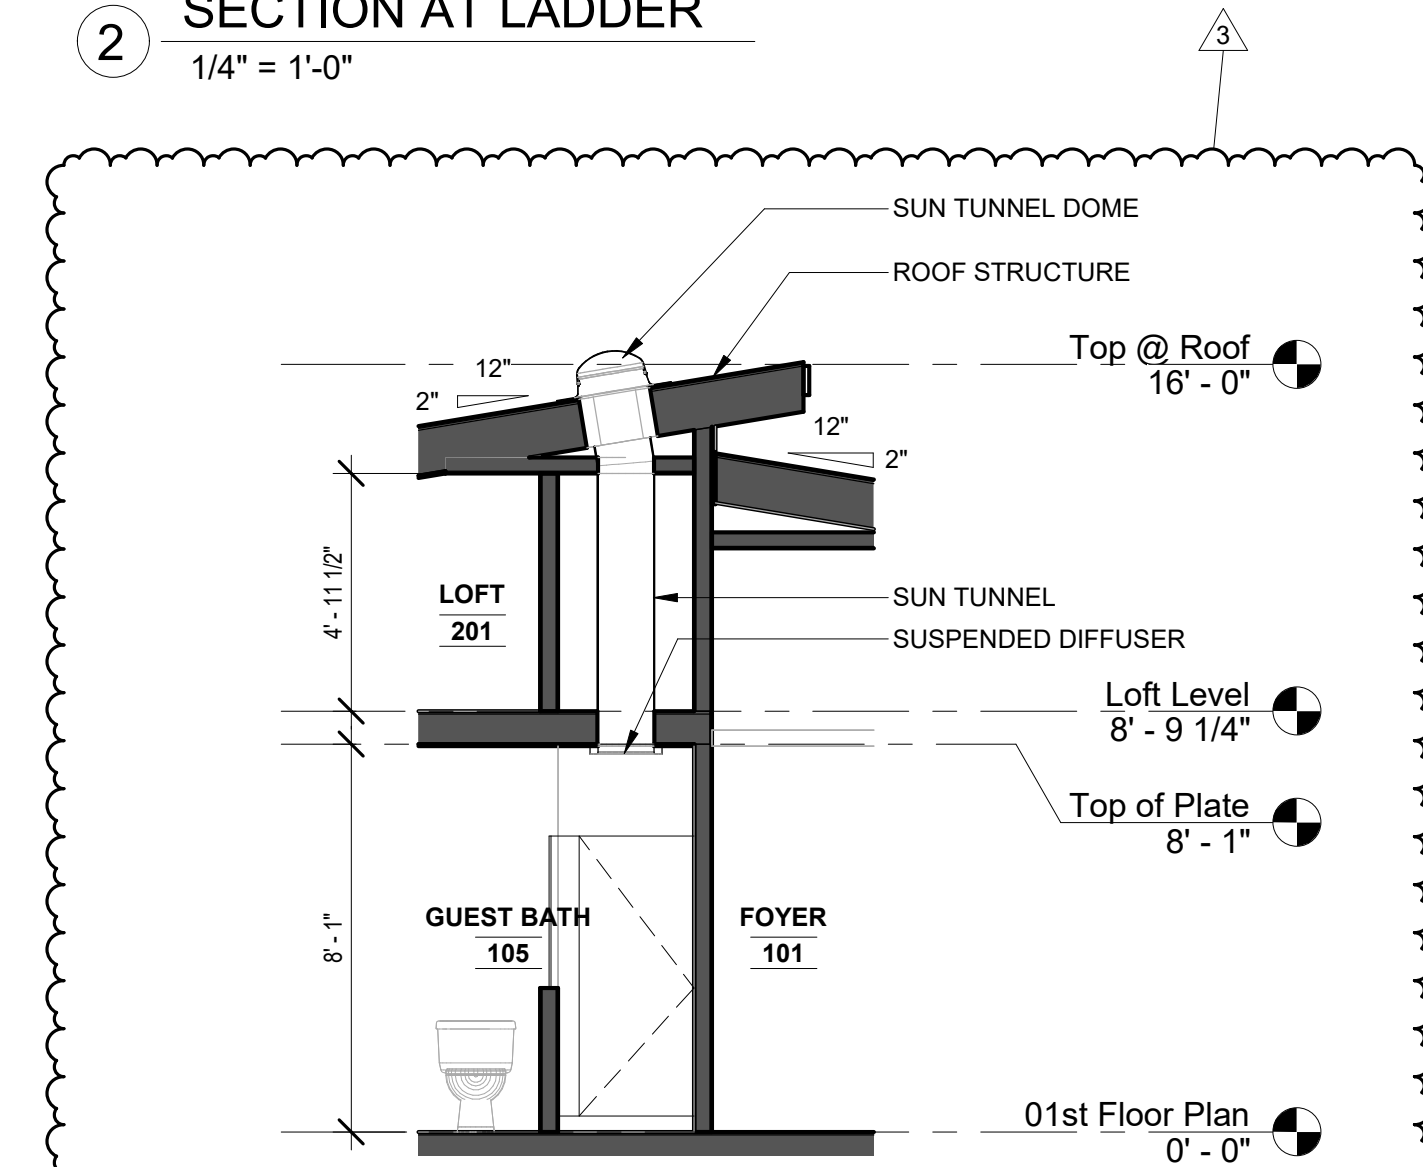 SECTION AT LADDER
2
1/4" = 1'-0"
3
SUN TUNNEL DOME
ROOF STRUCTURE
Top @ Roof
16' - 0"
12"
2"
12"
2"
4' - 11 1/2"
LOFT
201
SUN TUNNEL
SUSPENDED DIFFUSER
Loft Level
8' - 9 1/4"
Top of Plate
8' - 1"
8' - 1"
GUEST BATH
105
FOYER
101
01st Floor Plan
0' - 0"